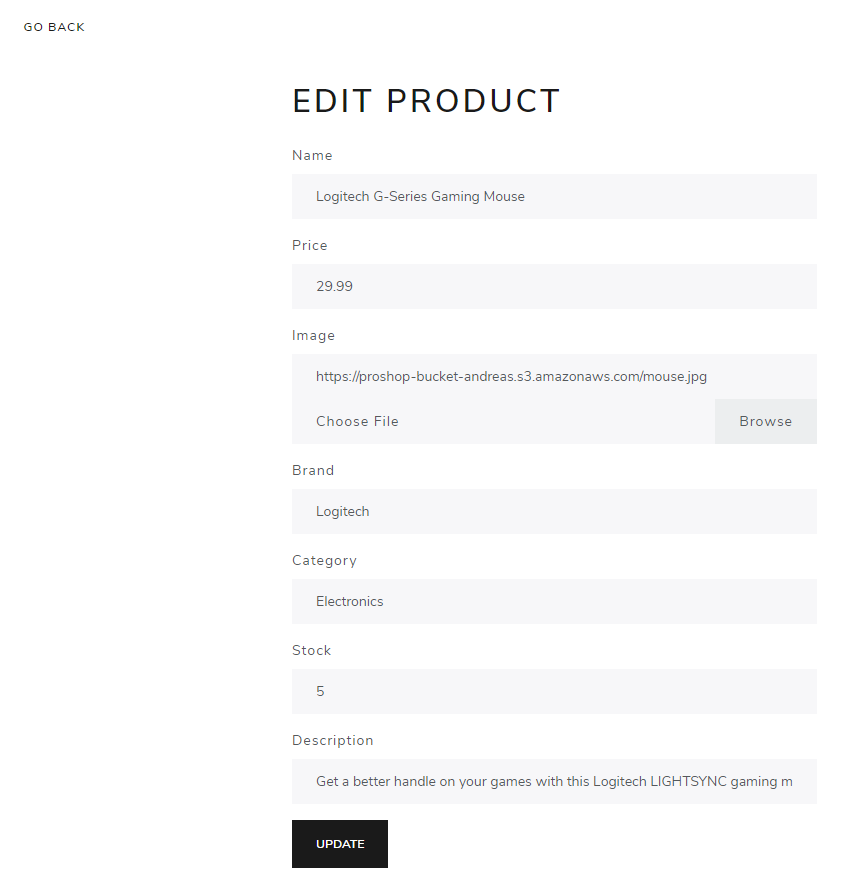 GO BACK
EDIT PRODUCT
Name
Logitech G-Series Gaming Mouse
Price
29.99
Image
https://proshop-bucket-andreas.s3.amazonaws.com/mouse.jpg
Choose File Browse
Brand
Logitech
Category
Electronics
Stock
5
Description
Get a better handle on your games with this Logitech LIGHTSYNC gaming m
UPDATE